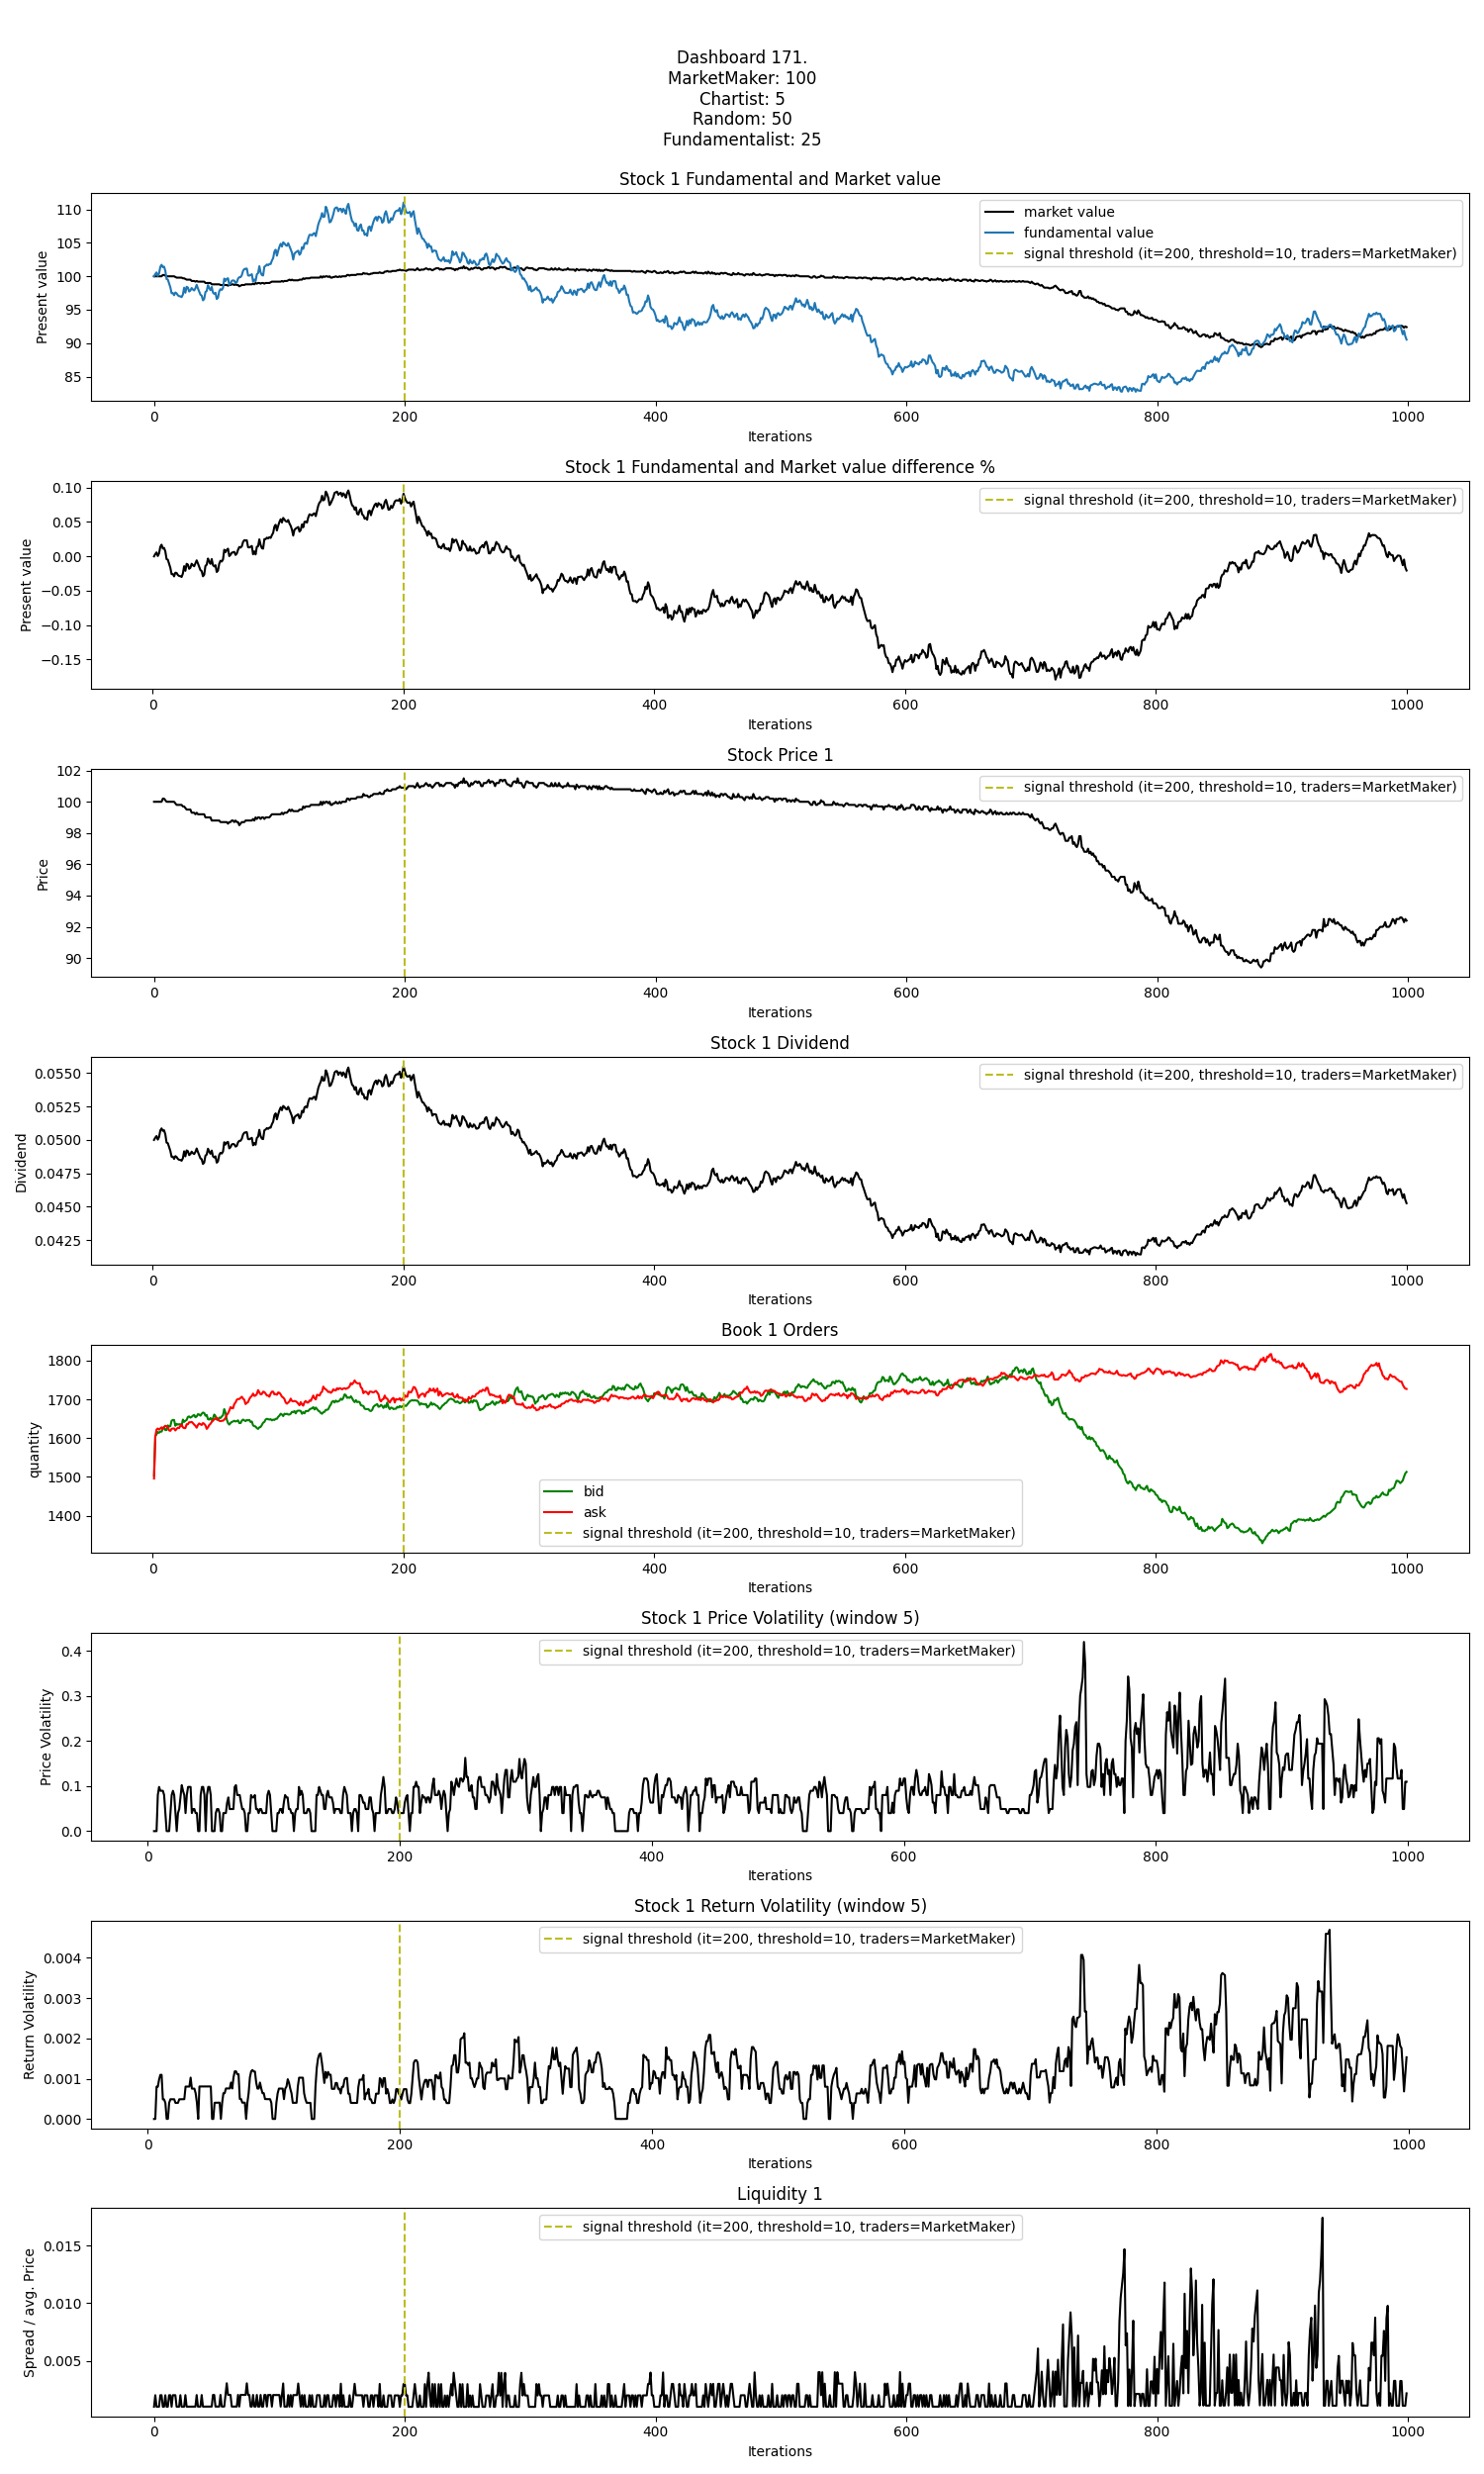 Dashboard 171.
MarketMaker: 100
Chartist: 5
Random: 50
Fundamentalist: 25
Stock 1 Fundamental and Market value
market value
fundamental value
signal threshold (it=200, threshold=10, traders=MarketMaker)
Present value
110
105
100
95
90
85
0 200 400 600 800 1000
Iterations
Stock 1 Fundamental and Market value difference %
signal threshold (it=200, threshold=10, traders=MarketMaker)
Present value
0.10
0.05
0.00
−0.05
−0.10
−0.15
0 200 400 600 800 1000
Iterations
Stock Price 1
signal threshold (it=200, threshold=10, traders=MarketMaker)
Price
102
100
98
96
94
92
90
0 200 400 600 800 1000
Iterations
Stock 1 Dividend
signal threshold (it=200, threshold=10, traders=MarketMaker)
Dividend
0.0550
0.0525
0.0500
0.0475
0.0450
0.0425
0 200 400 600 800 1000
Iterations
Book 1 Orders
quantity
1800
1700
1600
1500
1400
bid
ask
signal threshold (it=200, threshold=10, traders=MarketMaker)
0 200 400 600 800 1000
Iterations
Stock 1 Price Volatility (window 5)
signal threshold (it=200, threshold=10, traders=MarketMaker)
Price Volatility
0.4
0.3
0.2
0.1
0.0
0 200 400 600 800 1000
Iterations
Stock 1 Return Volatility (window 5)
signal threshold (it=200, threshold=10, traders=MarketMaker)
Return Volatility
0.004
0.003
0.002
0.001
0.000
0 200 400 600 800 1000
Iterations
Liquidity 1
signal threshold (it=200, threshold=10, traders=MarketMaker)
Spread / avg. Price
0.015
0.010
0.005
0 200 400 600 800 1000
Iterations